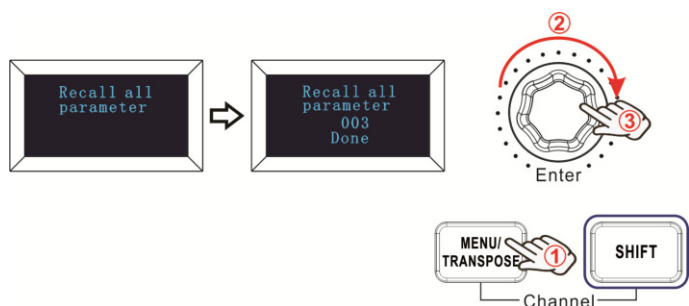 Recall all
parameter
Recall all
parameter
003
Done
②
③
Enter
MENU/
TRANSPOSE
①
SHIFT
Channel